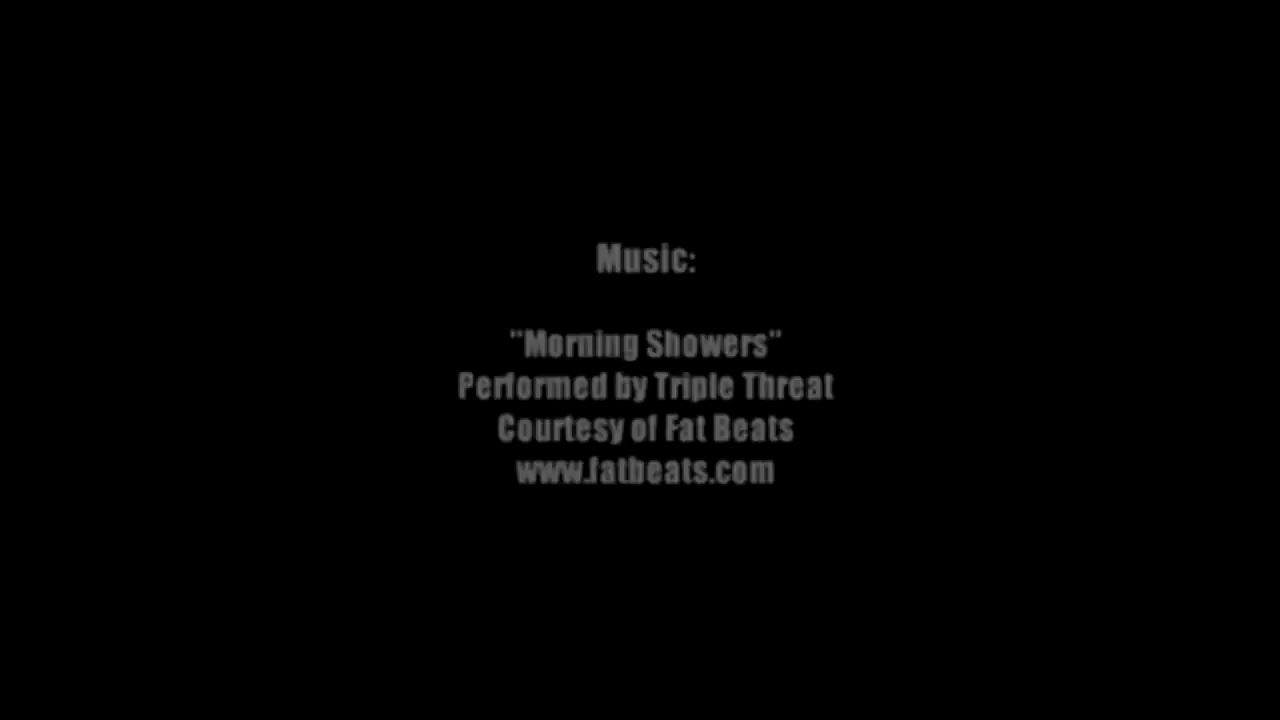 Music:
"Morning Showers"
Performed by Triple Threat
Courtesy of Fat Beats
www.fatbeats.com